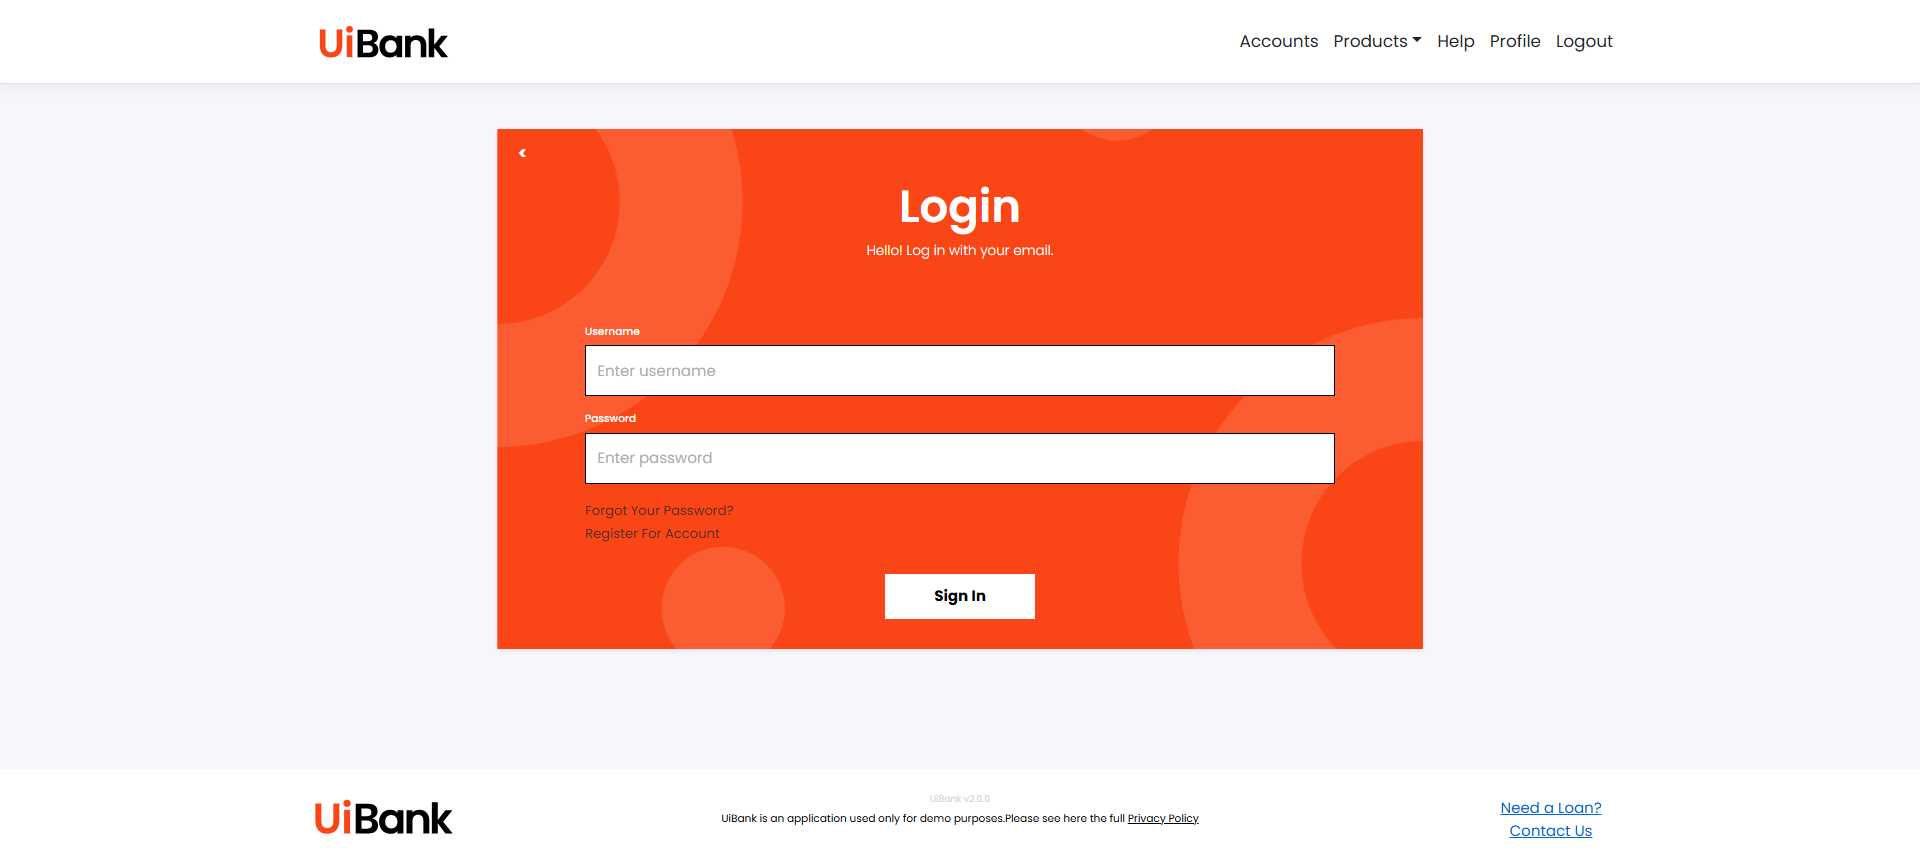 UiBank
Accounts Products Help Profile Logout
<
Login
Hello! Log in with your email.
Username
Enter username
Password
Enter password
Forgot Your Password?
Register For Account
Sign In
UiBank
UiBank v2.0.0
UiBank is an application used only for demo purposes.Please see here the full Privacy Policy
Need a Loan?
Contact Us